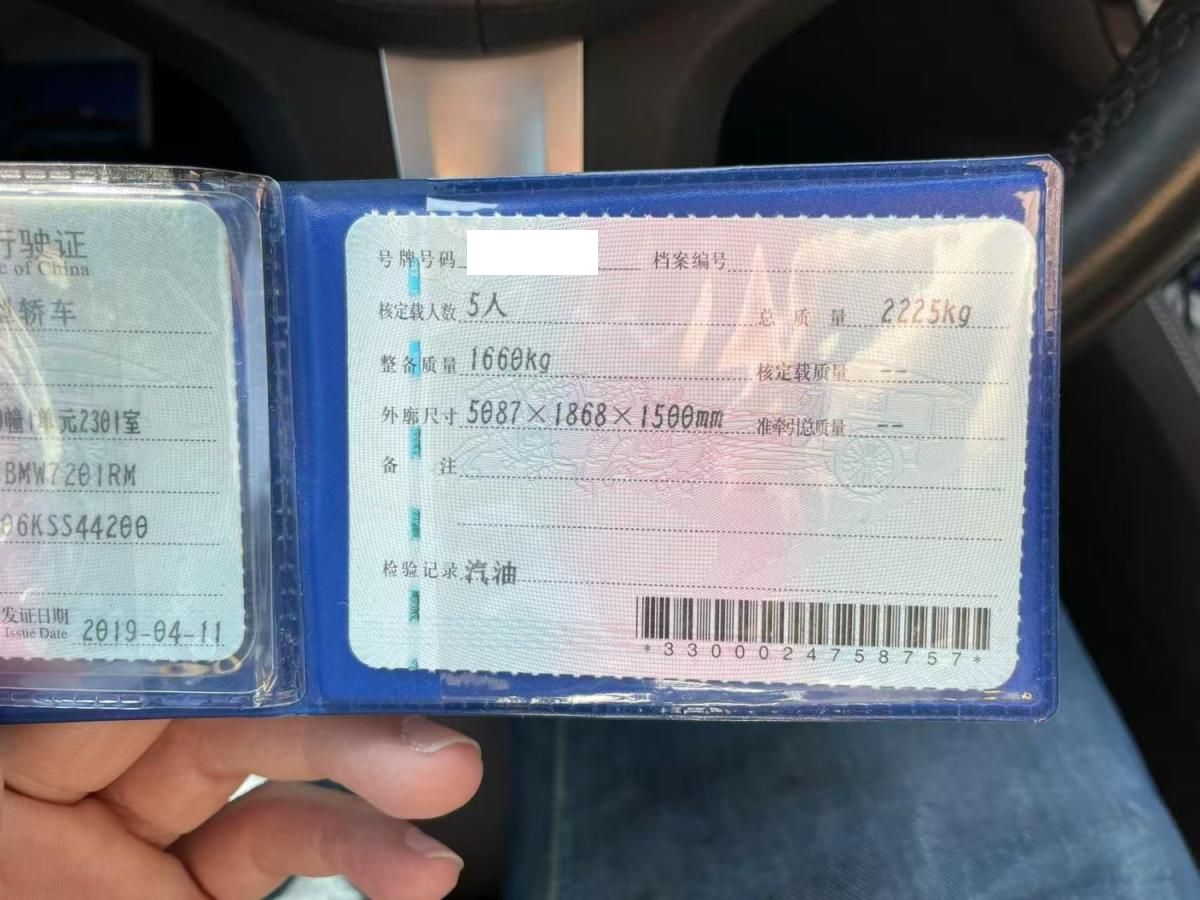 行驶证
e of China
轿车
幢1单元2301室
BMW7201RM
06KSS44200
发证日期
Issue Date 2019-04-11
号牌号码 档案编号
核定载人数 5人 总质量 2225kg
整备质量 1660kg 核定载质量 --
外廓尺寸 5087×1868×1500mm 准牵引总质量 --
备注
检验记录 汽油
*3300024758757*